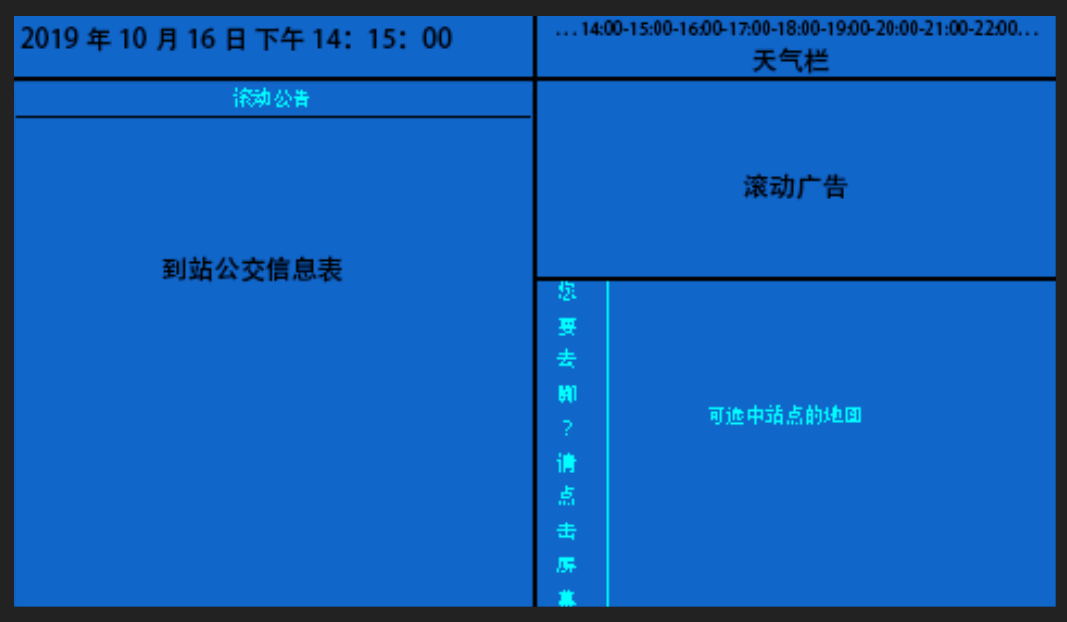 2019 年 10 月 16 日 下午 14：15：00
...14:00-15:00-16:00-17:00-18:00-19:00-20:00-21:00-22:00...
天气栏
滚动公告
到站公交信息表
滚动广告
您
要
去
哪
？
请
点
击
屏
幕
可选中站点的地图